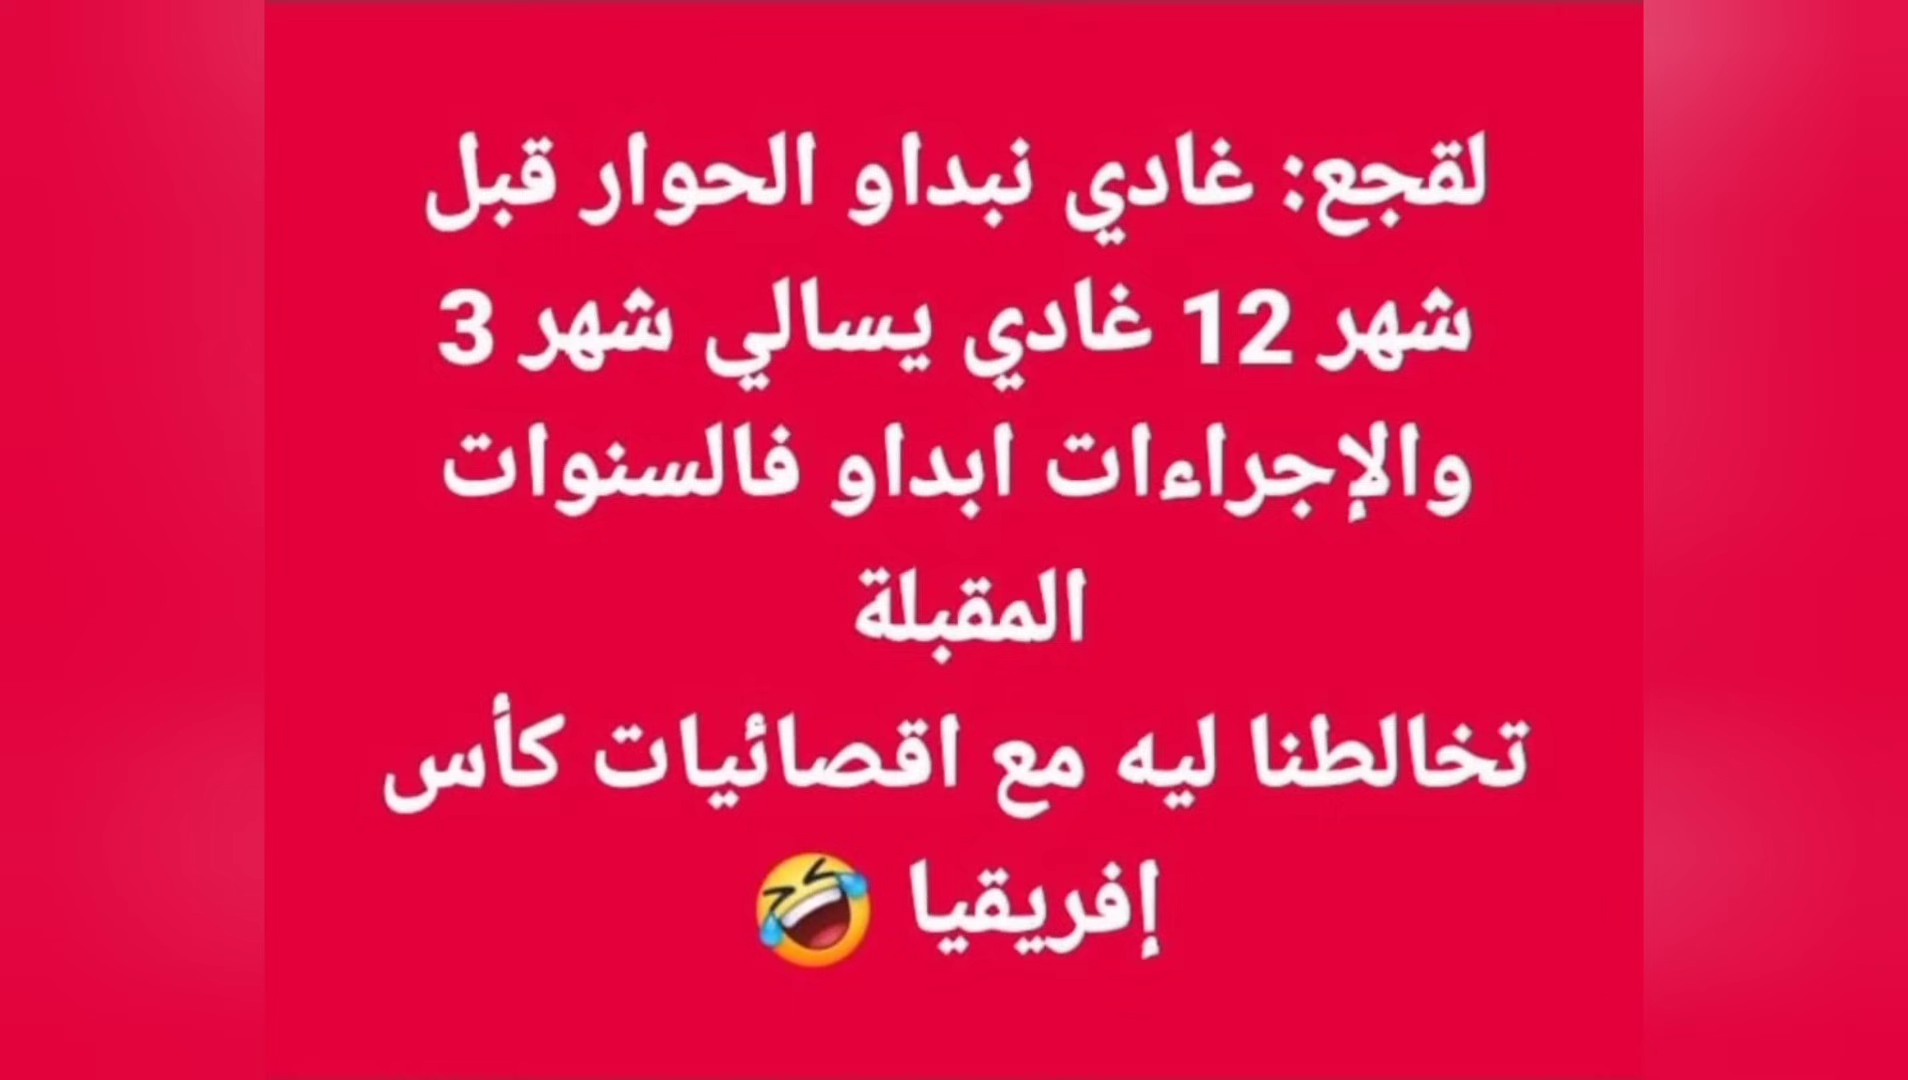 لقجع: غادي نبداو الحوار قبل
شهر 12 غادي يسالي شهر 3
والإجراءات ابداو فالسنوات
المقبلة
تخالطنا ليه مع اقصائيات كأس
إفريقيا 🤣